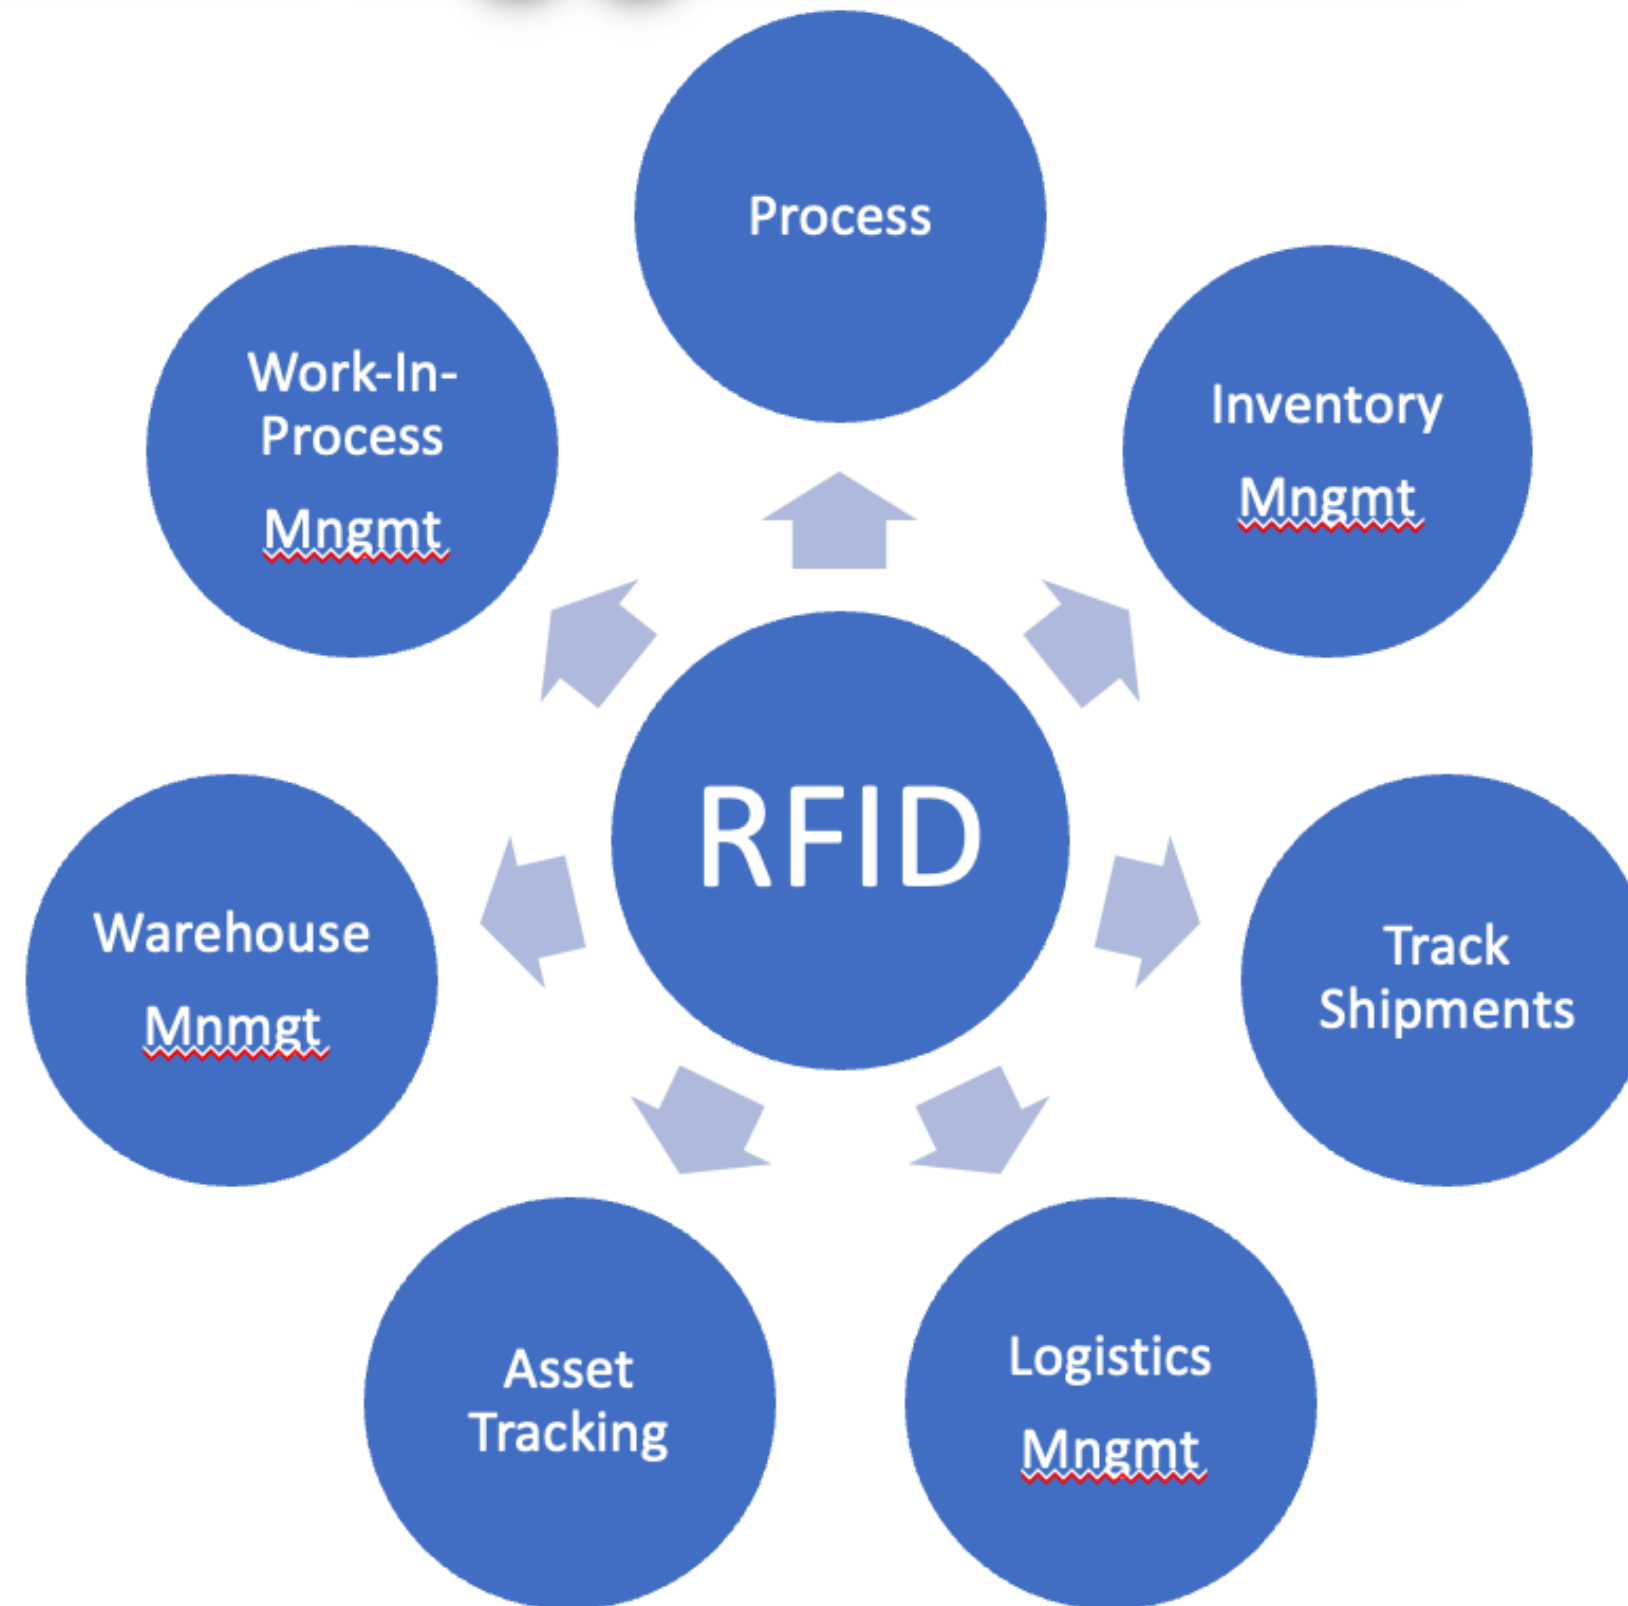 Process
Work-In-
Process
Mngmt
Inventory
Mngmt
RFID
Warehouse
Mnmgt
Track
Shipments
Asset
Tracking
Logistics
Mngmt